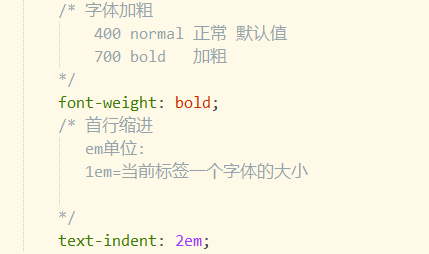 /* 字体加粗
400 normal 正常 默认值
700 bold 加粗
*/
font-weight: bold;
/* 首行缩进
em单位:
1em=当前标签一个字体的大小
*/
text-indent: 2em;